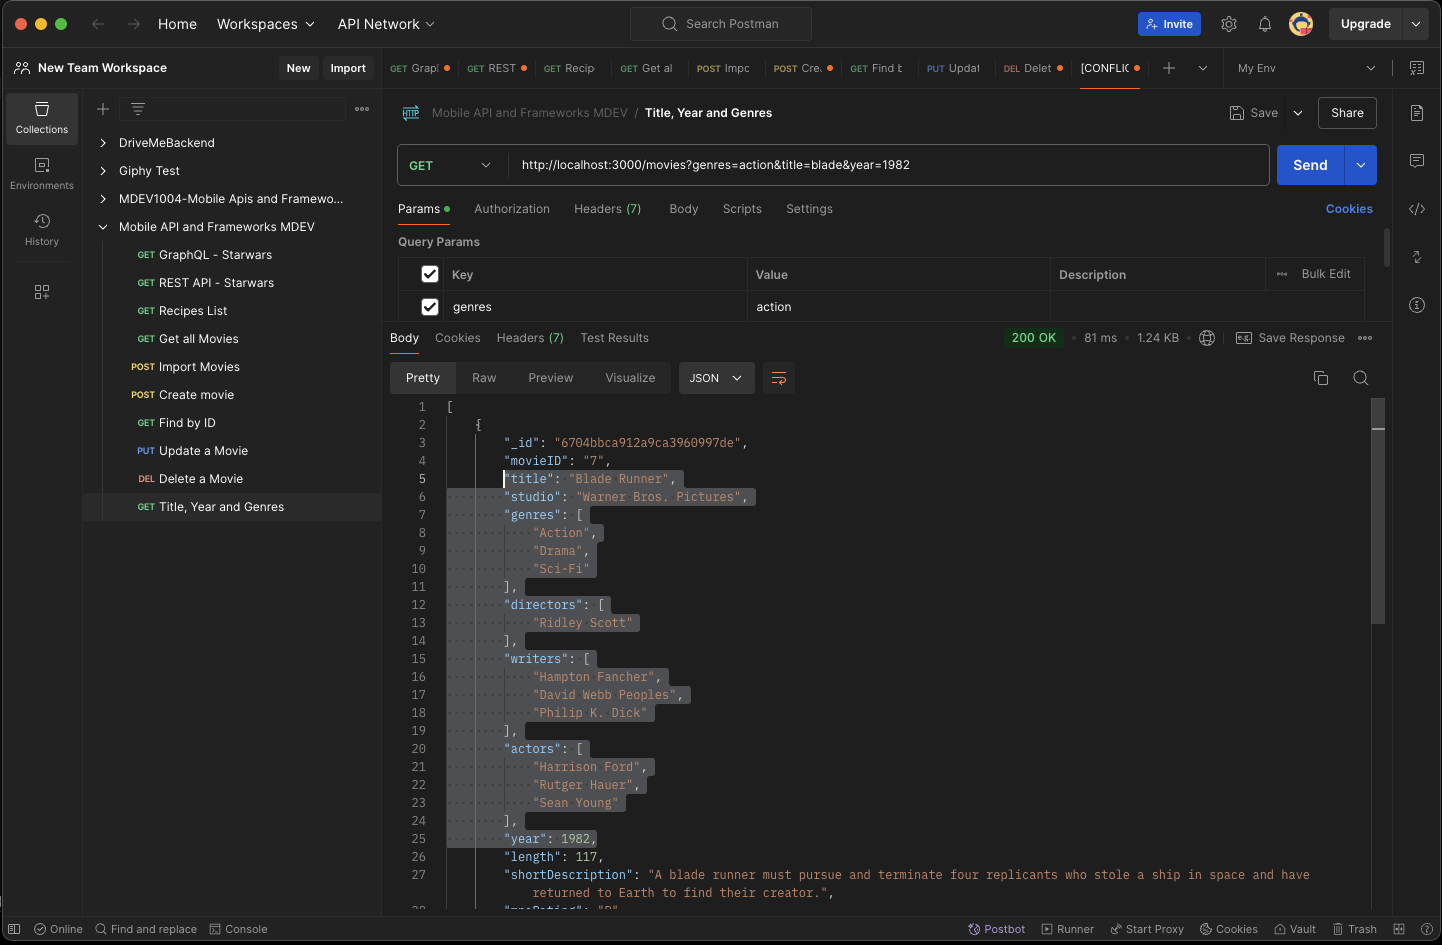 Home Workspaces API Network Search Postman Invite Upgrade
New Team Workspace New Import
GET Graph GET REST GET Recip GET Get al POST Impo POST Crea GET Find b PUT Updat DEL Delet [CONFLIC My Env
Collections
Environments
History
DriveMeBackend
Giphy Test
MDEV1004-Mobile Apis and Framewo...
Mobile API and Frameworks MDEV
GET GraphQL - Starwars
GET REST API - Starwars
GET Recipes List
GET Get all Movies
POST Import Movies
POST Create movie
GET Find by ID
PUT Update a Movie
DEL Delete a Movie
GET Title, Year and Genres
HTTP Mobile API and Frameworks MDEV / Title, Year and Genres Save Share
GET http://localhost:3000/movies?genres=action&title=blade&year=1982 Send
Params Authorization Headers (7) Body Scripts Settings Cookies
Query Params
Key Value Description Bulk Edit
genres action
Body Cookies Headers (7) Test Results 200 OK 81 ms 1.24 KB Save Response
Pretty Raw Preview Visualize JSON
1 [
2 {
3 "_id": "6704bbca912a9ca3960997de",
4 "movieID": "7",
5 "title": "Blade Runner",
6 "studio": "Warner Bros. Pictures",
7 "genres": [
8 "Action",
9 "Drama",
10 "Sci-Fi"
11 ],
12 "directors": [
13 "Ridley Scott"
14 ],
15 "writers": [
16 "Hampton Fancher",
17 "David Webb Peoples",
18 "Philip K. Dick"
19 ],
20 "actors": [
21 "Harrison Ford",
22 "Rutger Hauer",
23 "Sean Young"
24 ],
25 "year": 1982,
26 "length": 117,
27 "shortDescription": "A blade runner must pursue and terminate four replicants who stole a ship in space and have
returned to Earth to find their creator.",
28 "mpaRating": "R"
Online Find and replace Console Postbot Runner Start Proxy Cookies Vault Trash